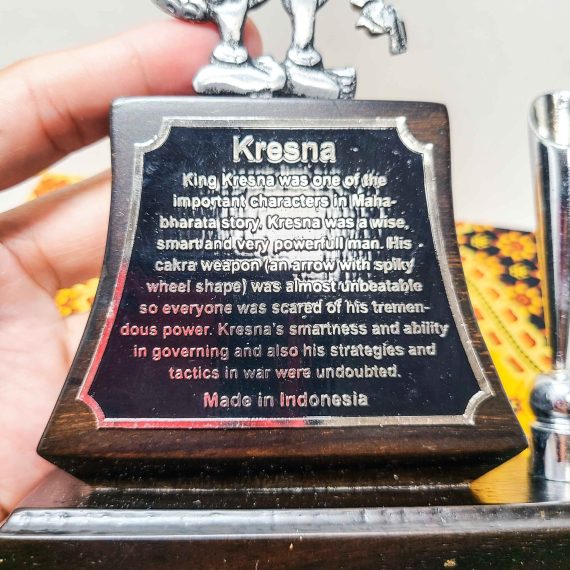 Kresna
King Kresna was one of the
important characters in Maha-
bharata story. Kresna was a wise,
smart and very powerfull man. His
cakra weapon (an arrow with spiky
wheel shape) was almost unbeatable
so everyone was scared of his tremen-
dous power. Kresna's smartness and ability
in governing and also his strategies and
tactics in war were undoubted.
Made in Indonesia